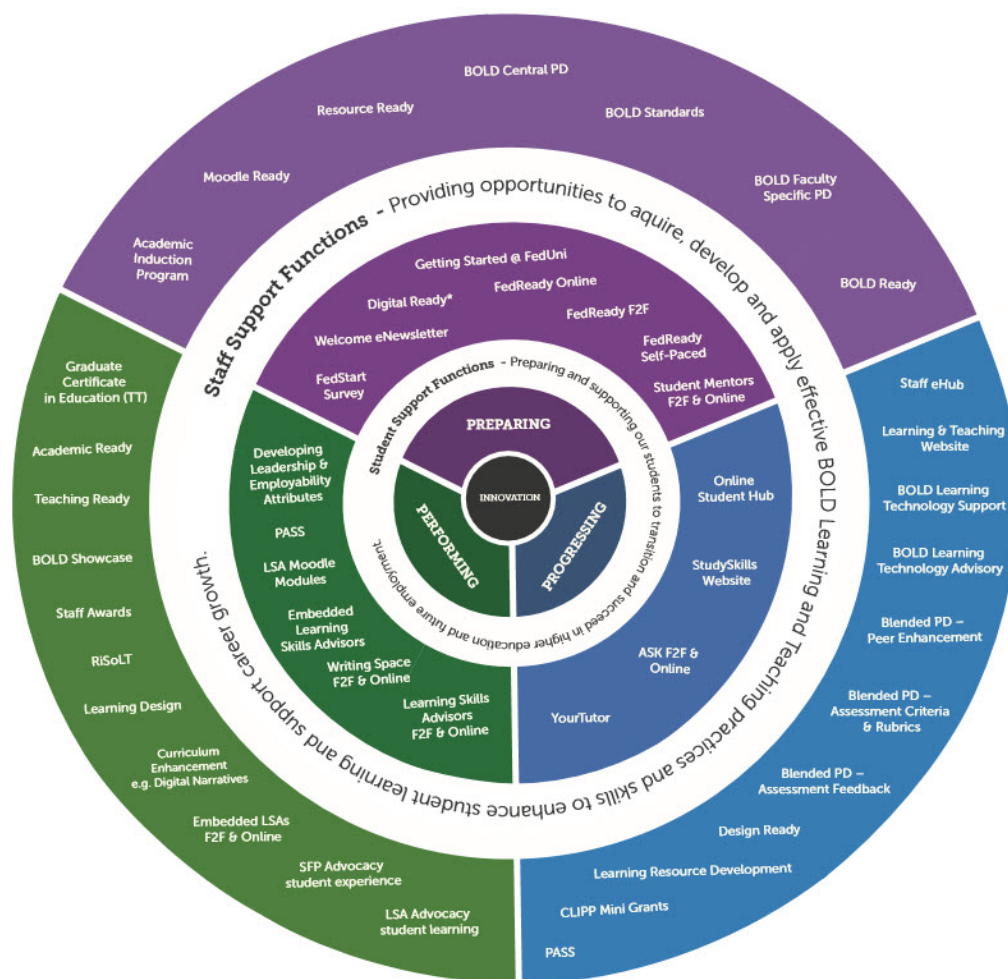 BOLD Central PD
Resource Ready
BOLD Standards
Moodle Ready
BOLD Faculty
Specific PD
Academic
Induction
Program
BOLD Ready
Staff Support Functions - Providing opportunities to aquire, develop and apply effective BOLD Learning and Teaching practices and skills to enhance student learning and support career growth.
Getting Started @ FedUni
Digital Ready*
FedReady Online
FedReady F2F
Welcome eNewsletter
FedReady
Self-Paced
FedStart
Survey
Student Mentors
F2F & Online
Student Support Functions - Preparing and supporting our students to transition and succeed in higher education and future employment.
PREPARING
INNOVATION
PERFORMING
PROGRESSING
Developing
Leadership &
Employability
Attributes
PASS
LSA Moodle
Modules
Embedded
Learning
Skills Advisors
Writing Space
F2F & Online
Learning Skills
Advisors
F2F & Online
Online
Student Hub
StudySkills
Website
ASK F2F &
Online
YourTutor
Graduate
Certificate
in Education (TT)
Academic Ready
Teaching Ready
BOLD Showcase
Staff Awards
RiSoLT
Learning Design
Curriculum
Enhancement
e.g. Digital Narratives
Embedded LSAs
F2F & Online
SFP Advocacy
student experience
LSA Advocacy
student learning
Staff eHub
Learning & Teaching
Website
BOLD Learning
Technology Support
BOLD Learning
Technology Advisory
Blended PD –
Peer Enhancement
Blended PD –
Assessment Criteria
& Rubrics
Blended PD –
Assessment Feedback
Design Ready
Learning Resource Development
CLIPP Mini Grants
PASS